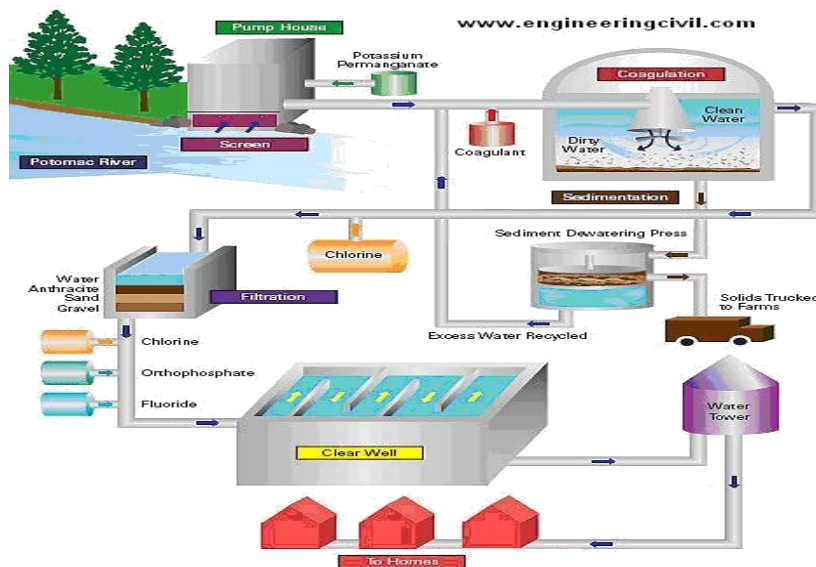 www.engineeringcivil.com
Pump House
Potassium
Permanganate
Coagulation
Clean
Water
Dirty
Water
Coagulant
Screen
Potomac River
Sedimentation
Sediment Dewatering Press
Chlorine
Water
Anthracite
Sand
Gravel
Filtration
Solids Trucked
to Farms
Excess Water Recycled
Chlorine
Orthophosphate
Fluoride
Water
Tower
Clear Well
To Homes